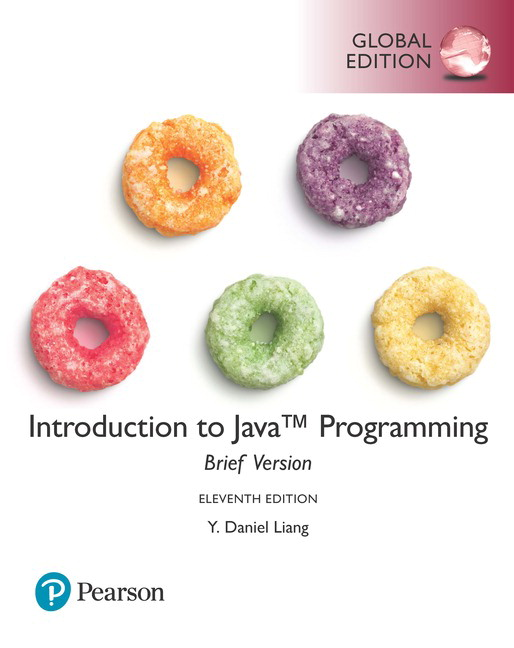 GLOBAL
EDITION
Introduction to Java™ Programming
Brief Version
ELEVENTH EDITION
Y. Daniel Liang
P Pearson